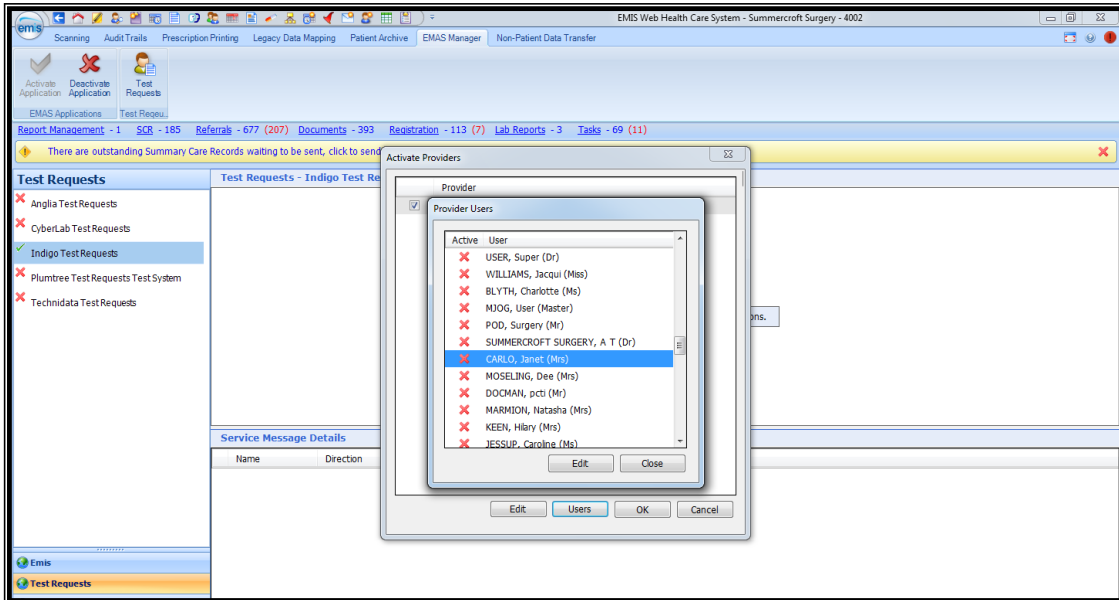 EMIS Web Health Care System - Summercroft Surgery - 4002
emis
Scanning Audit Trails Prescription Printing Legacy Data Mapping Patient Archive EMAS Manager Non-Patient Data Transfer
Activate Application Deactivate Application Test Requests
EMAS Applications Test Reqeu..
Report Management - 1 SCR - 185 Referrals - 677 (207) Documents - 393 Registration - 113 (7) Lab Reports - 3 Tasks - 69 (11)
There are outstanding Summary Care Records waiting to be sent, click to send
Test Requests
Anglia Test Requests
CyberLab Test Requests
Indigo Test Requests
Plumtree Test Requests Test System
Technidata Test Requests
Emis
Test Requests
Test Requests - Indigo Test Re
ons.
Service Message Details
Name Direction
Activate Providers
Provider
Provider Users
Active User
USER, Super (Dr)
WILLIAMS, Jacqui (Miss)
BLYTH, Charlotte (Ms)
MJOG, User (Master)
POD, Surgery (Mr)
SUMMERCROFT SURGERY, A T (Dr)
CARLO, Janet (Mrs)
MOSELING, Dee (Mrs)
DOCMAN, pcti (Mr)
MARMION, Natasha (Mrs)
KEEN, Hilary (Mrs)
JESSUP, Caroline (Ms)
Edit Close
Edit Users OK Cancel